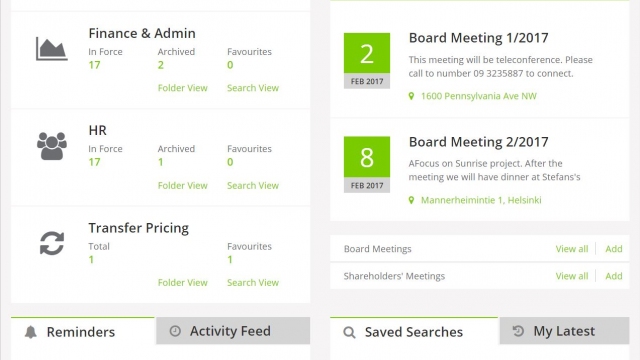 Finance & Admin
In Force Archived Favourites
17 2 0
Folder View Search View
HR
In Force Archived Favourites
17 1 0
Folder View Search View
Transfer Pricing
Total Favourites
1 1
Folder View Search View
Reminders Activity Feed
2
FEB 2017
Board Meeting 1/2017
This meeting will be teleconference. Please
call to number 09 3235887 to connect.
1600 Pennsylvania Ave NW
8
FEB 2017
Board Meeting 2/2017
AFocus on Sunrise project. After the
meeting we will have dinner at Stefans's
Mannerheimintie 1, Helsinki
Board Meetings View all Add
Shareholders' Meetings View all Add
Saved Searches My Latest